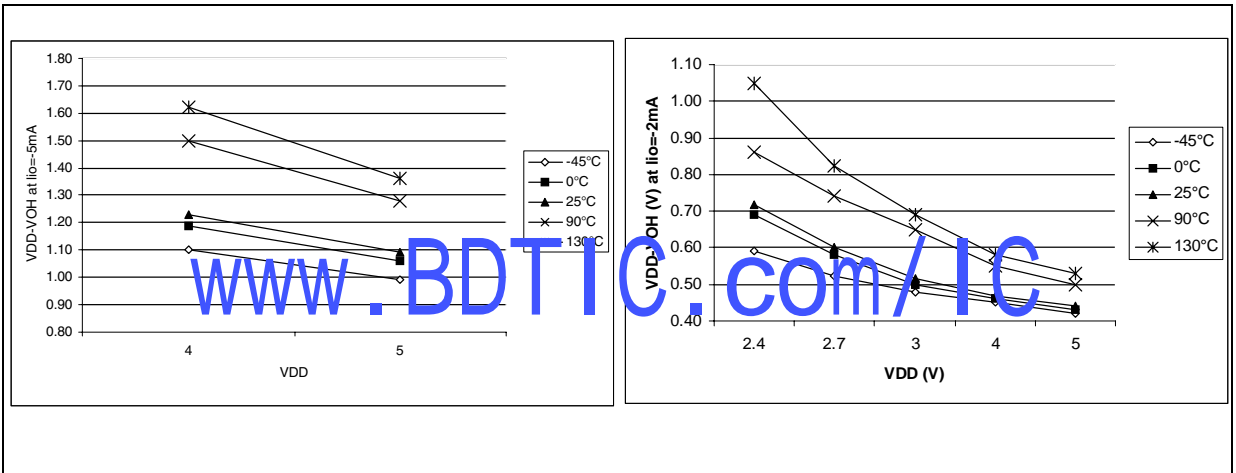 VDD-VOH at Iio=-5mA
1.80
1.70
1.60
1.50
1.40
1.30
1.20
1.10
1.00
0.90
0.80
4
5
VDD
-45°C
0°C
25°C
90°C
130°C
VDD-VOH (V) at Iio=-2mA
1.10
1.00
0.90
0.80
0.70
0.60
0.50
0.40
2.4
2.7
3
4
5
VDD (V)
-45°C
0°C
25°C
90°C
130°C
www.BDTIC.com/IC